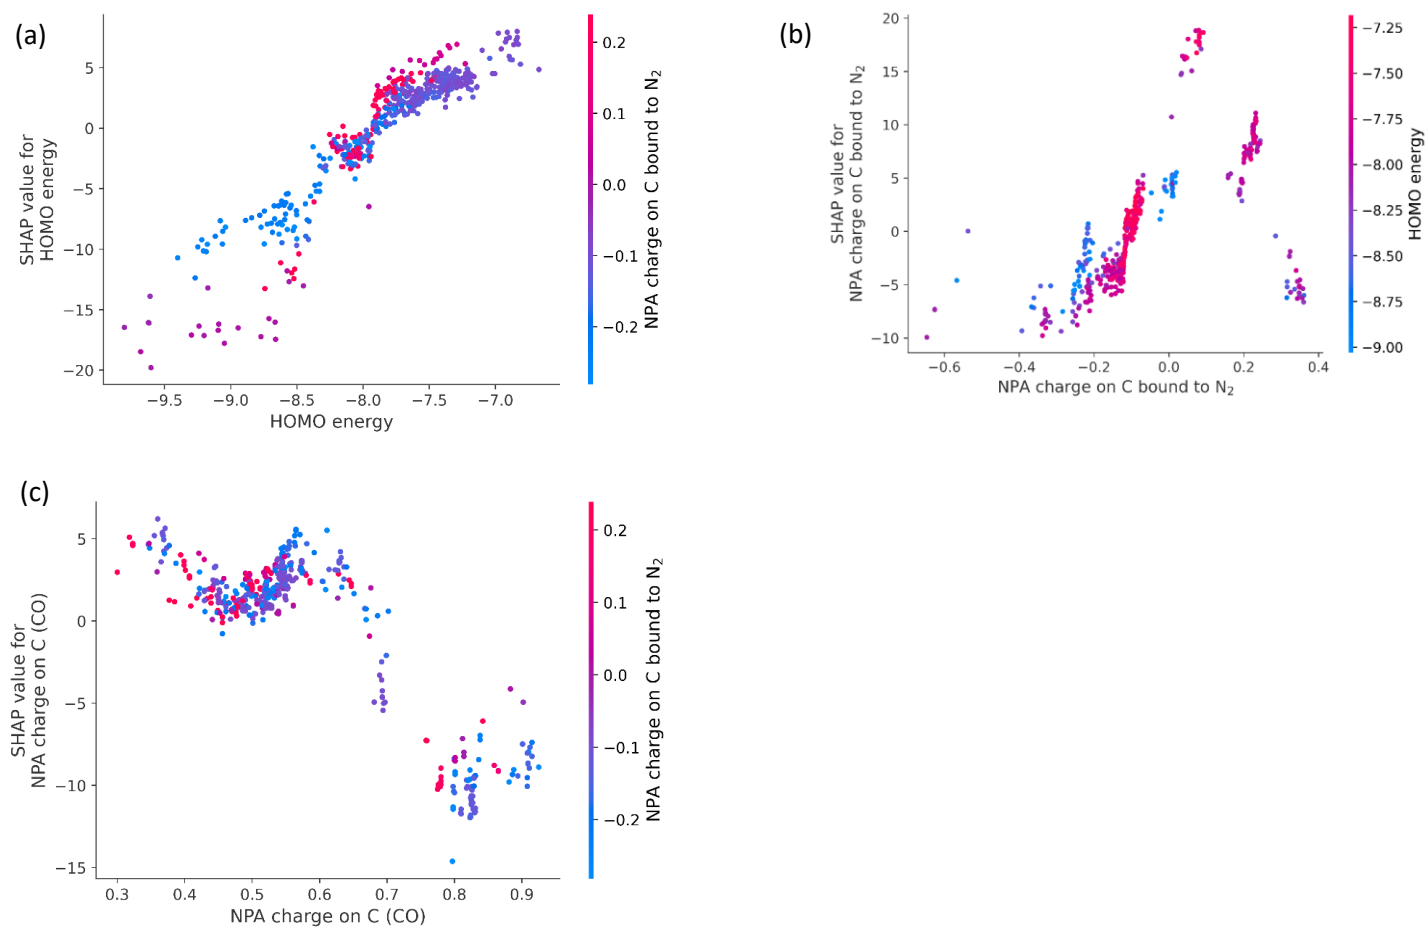 (a)
5
0
−5
−10
−15
−20
SHAP value for
HOMO energy
−9.5 −9.0 −8.5 −8.0 −7.5 −7.0
HOMO energy
0.2
0.1
0.0
−0.1
−0.2
NPA charge on C bound to N₂
(b)
20
15
10
5
0
−5
−10
SHAP value for
NPA charge on C bound to N₂
−0.6 −0.4 −0.2 0.0 0.2 0.4
NPA charge on C bound to N₂
−7.25
−7.50
−7.75
−8.00
−8.25
−8.50
−8.75
−9.00
HOMO energy
(c)
5
0
−5
−10
−15
SHAP value for
NPA charge on C (CO)
0.3 0.4 0.5 0.6 0.7 0.8 0.9
NPA charge on C (CO)
0.2
0.1
0.0
−0.1
−0.2
NPA charge on C bound to N₂